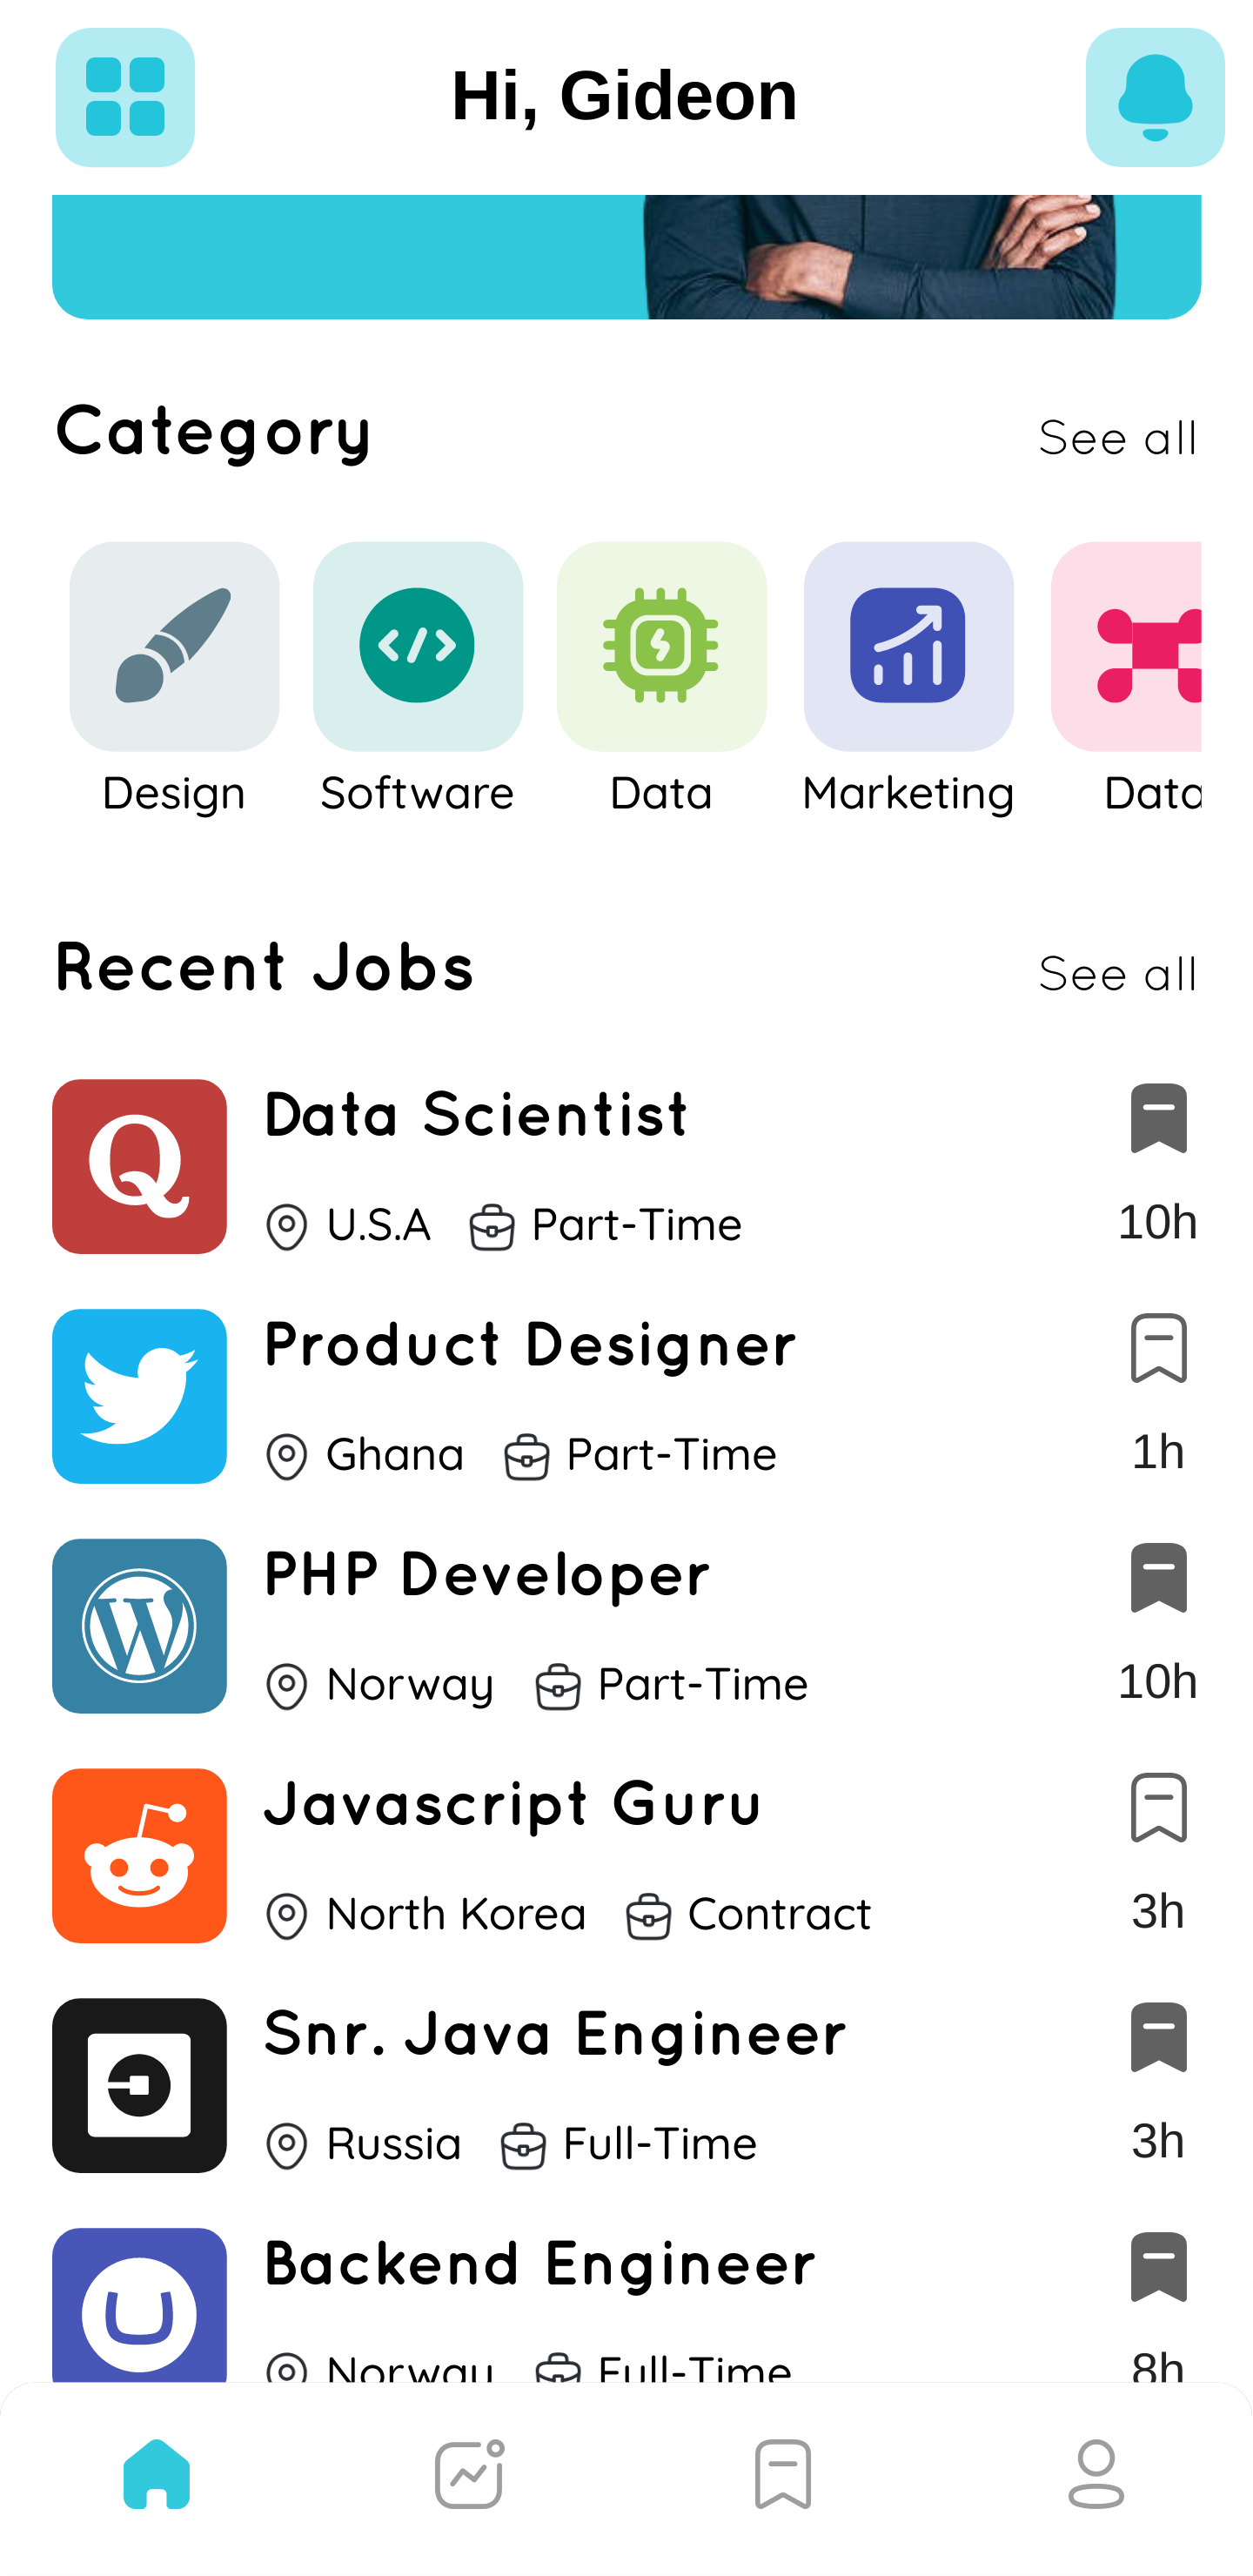 Hi, Gideon
Category
See all
Design
Software
Data
Marketing
Data
Recent Jobs
See all
Data Scientist
U.S.A
Part-Time
10h
Product Designer
Ghana
Part-Time
1h
PHP Developer
Norway
Part-Time
10h
Javascript Guru
North Korea
Contract
3h
Snr. Java Engineer
Russia
Full-Time
3h
Backend Engineer
Norway
Full-Time
8h